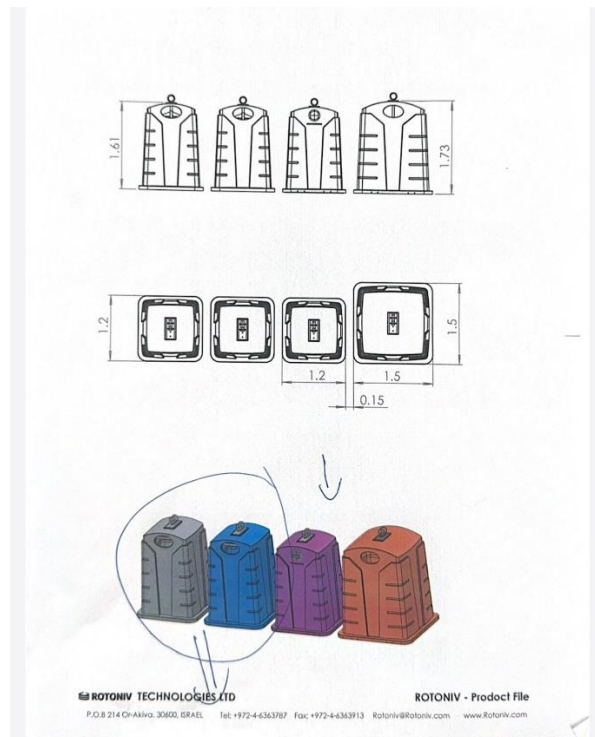 1.61
1.73
1.2
1.5
1.2
1.5
0.15
ROTONIV TECHNOLOGIES LTD
ROTONIV - Product File
P.O.B 214 Or-Akiva, 30600, ISRAEL Tel: +972-4-6363787 Fax: +972-4-6363913 Rotoniv@Rotoniv.com www.Rotoniv.com